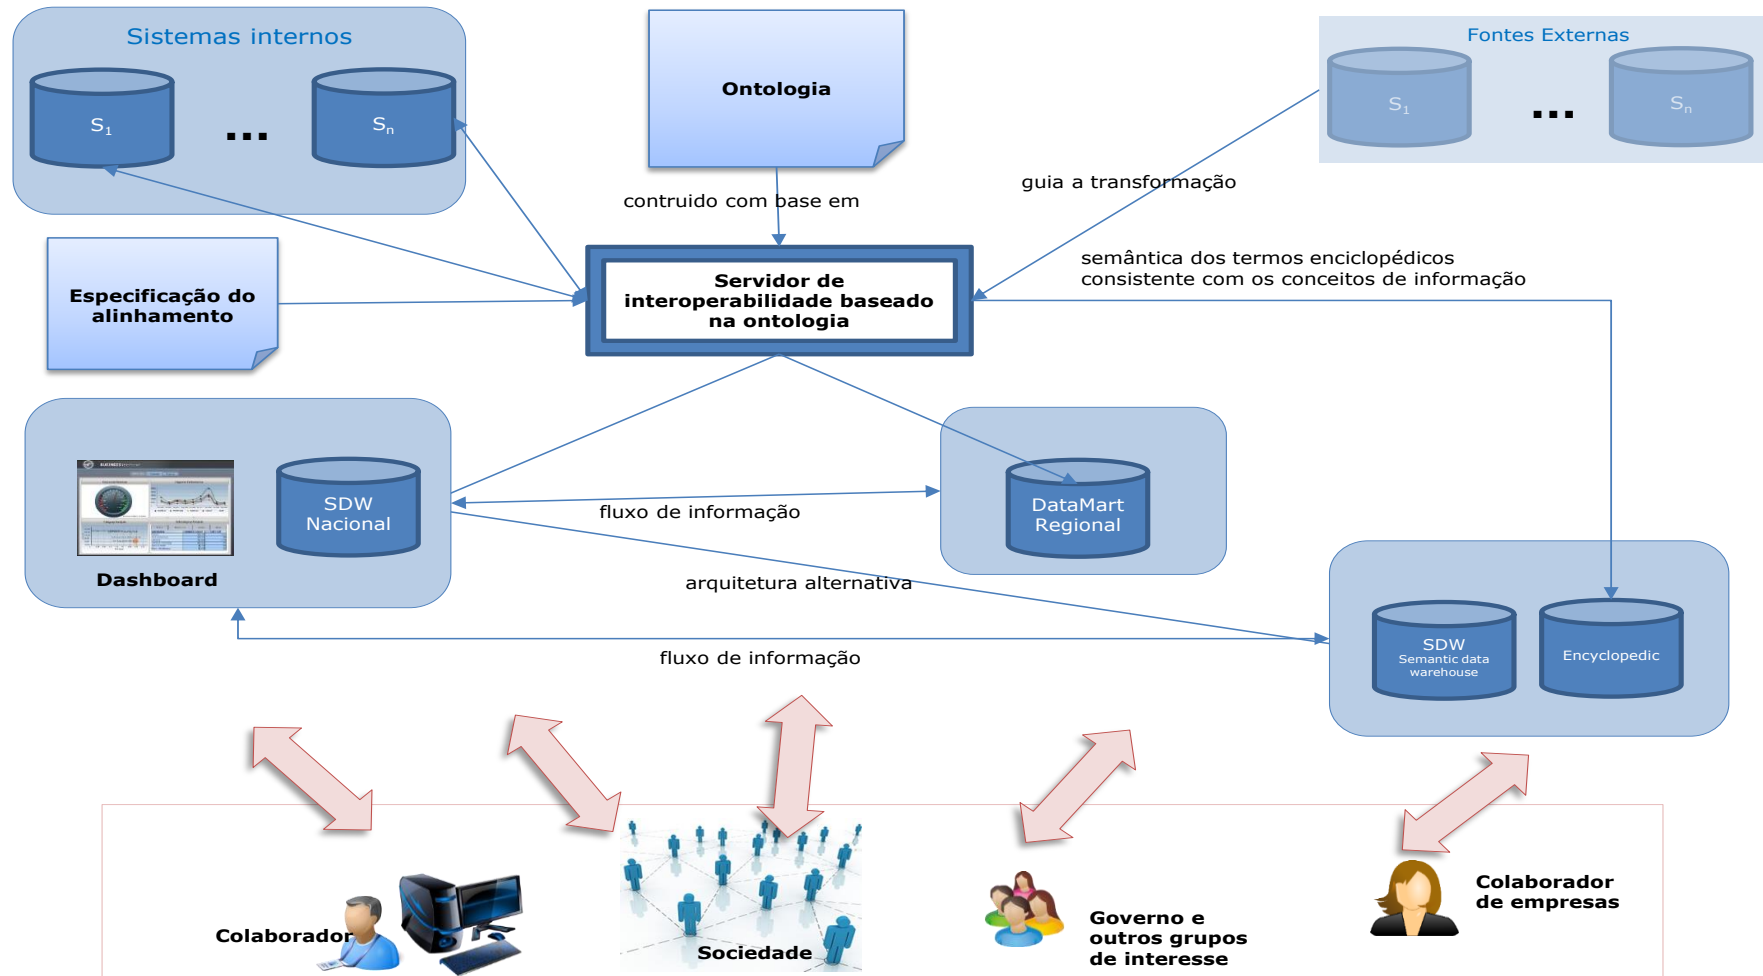 Sistemas internos
S1
...
Sn
Ontologia
Fontes Externas
S1
...
Sn
contruido com base em
guia a transformação
semântica dos termos enciclopédicos
consistente com os conceitos de informação
Especificação do
alinhamento
Servidor de
interoperabilidade baseado
na ontologia
SDW
Nacional
Dashboard
fluxo de informação
DataMart
Regional
arquitetura alternativa
fluxo de informação
SDW
Semantic data
warehouse
Encyclopedic
Colaborador
Sociedade
Governo e
outros grupos
de interesse
Colaborador
de empresas